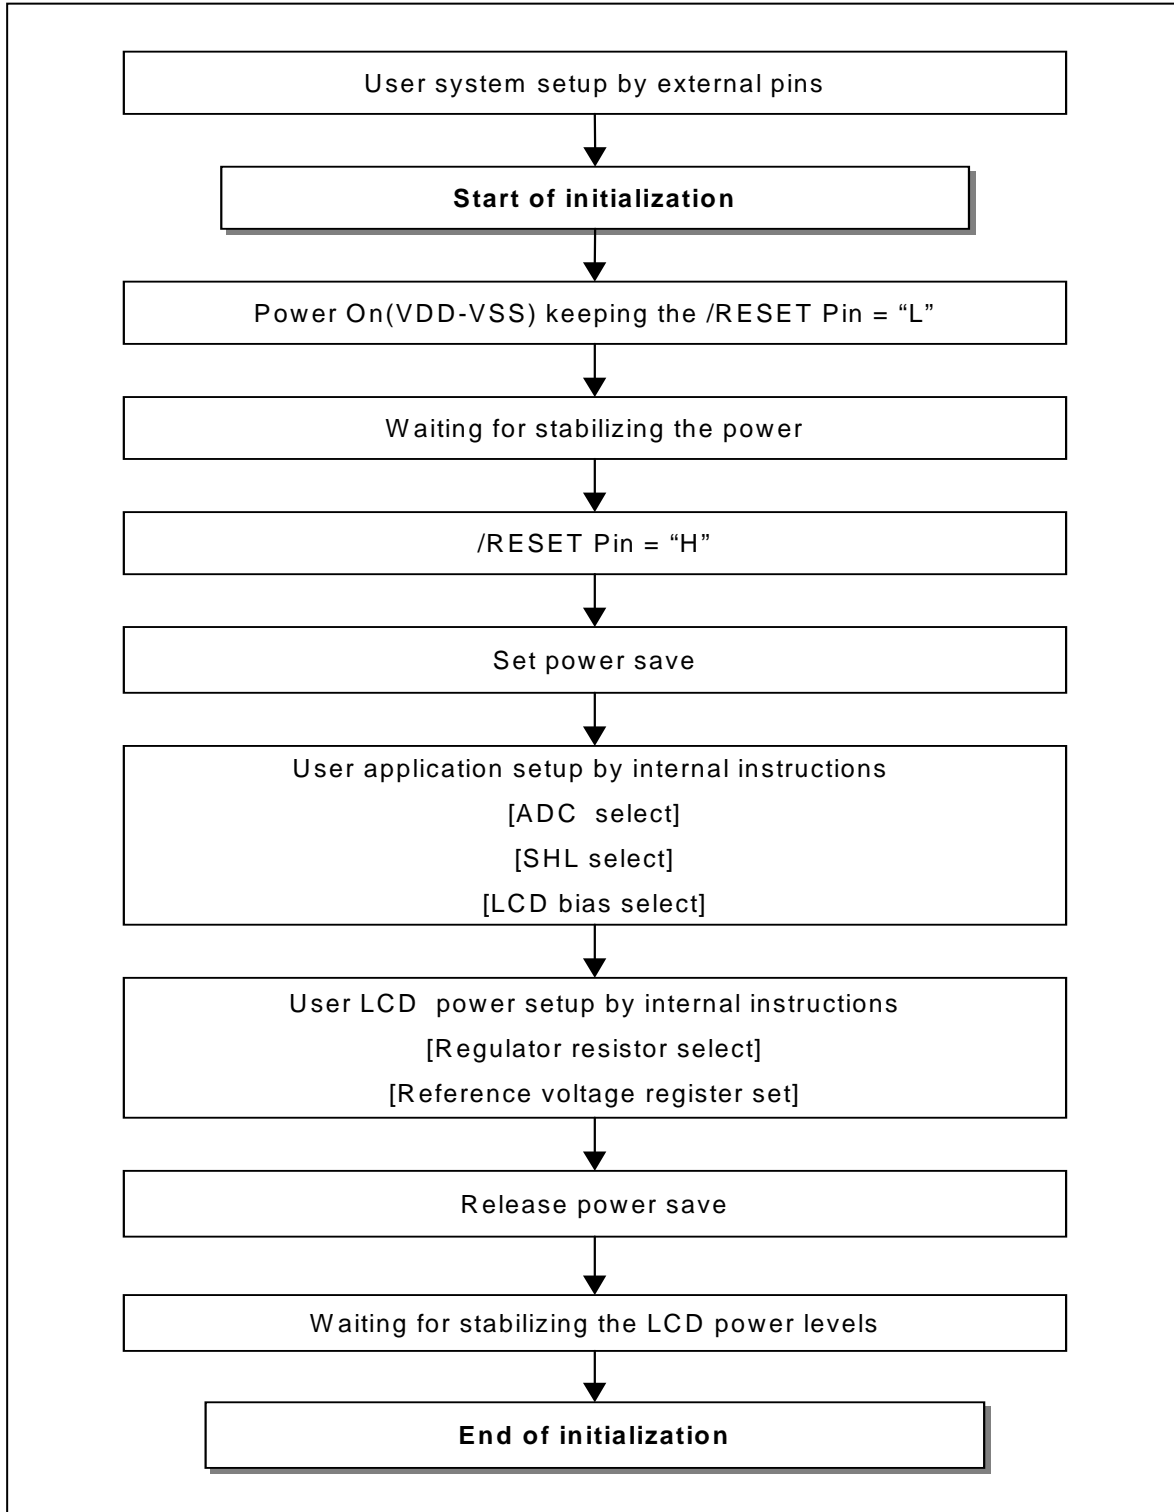 User system setup by external pins
Start of initialization
Power On(VDD-VSS) keeping the /RESET Pin = “L”
Waiting for stabilizing the power
/RESET Pin = “H”
Set power save
User application setup by internal instructions
[ADC select]
[SHL select]
[LCD bias select]
User LCD power setup by internal instructions
[Regulator resistor select]
[Reference voltage register set]
Release power save
Waiting for stabilizing the LCD power levels
End of initialization